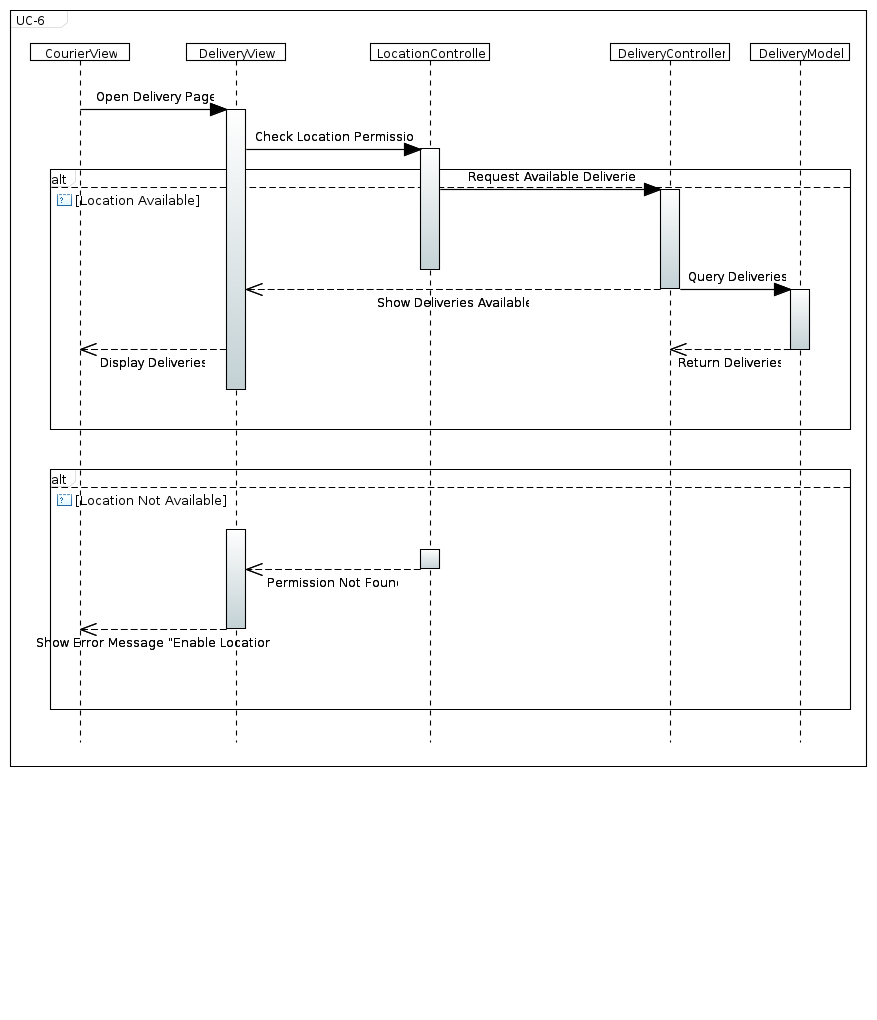 UC-6
CourierView
DeliveryView
LocationControlle
DeliveryController
DeliveryModel
Open Delivery Page
Check Location Permissio
alt
Request Available Deliverie
[Location Available]
Query Deliveries
Show Deliveries Available
Display Deliveries
Return Deliveries
alt
[Location Not Available]
Permission Not Found
Show Error Message "Enable Location